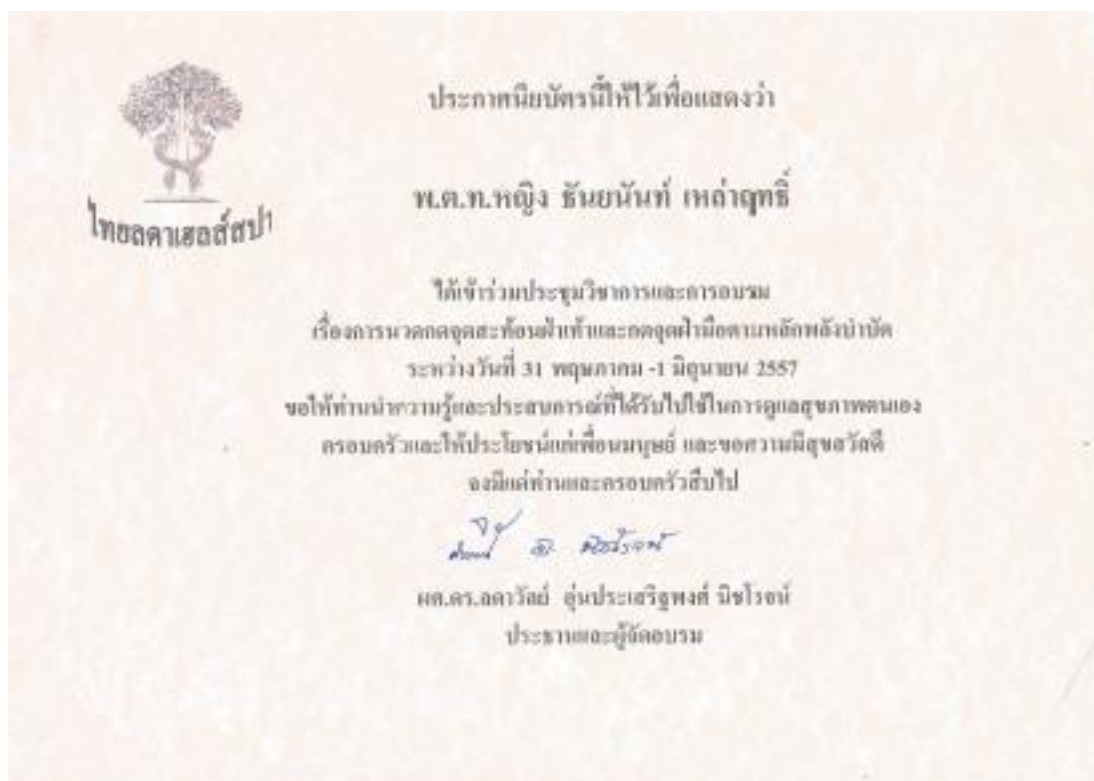 ประกาศนียบัตรนี้ให้ไว้เพื่อแสดงว่า
พ.ต.ท.หญิง ธันยนันท์ เหล่าฤทธิ์
ไทยลดาเฮลส์สปา
ได้เข้าร่วมประชุมวิชาการและการอบรม
เรื่องการนวดกดจุดสะท้อนฝ่าเท้าและกดจุดฝ่ามือตามหลักพลังบำบัด
ระหว่างวันที่ 31 พฤษภาคม -1 มิถุนายน 2557
ขอให้ท่านนำความรู้และประสบการณ์ที่ได้รับไปใช้ในการดูแลสุขภาพตนเอง
ครอบครัวและให้ประโยชน์แก่เพื่อนมนุษย์ และขอความมีสุขสวัสดี
จงมีแด่ท่านและครอบครัวสืบไป
ผศ.ดร.ลดาวัลย์ อุ่นประเสริฐพงศ์ นิชโรจน์
ประธานและผู้จัดอบรม